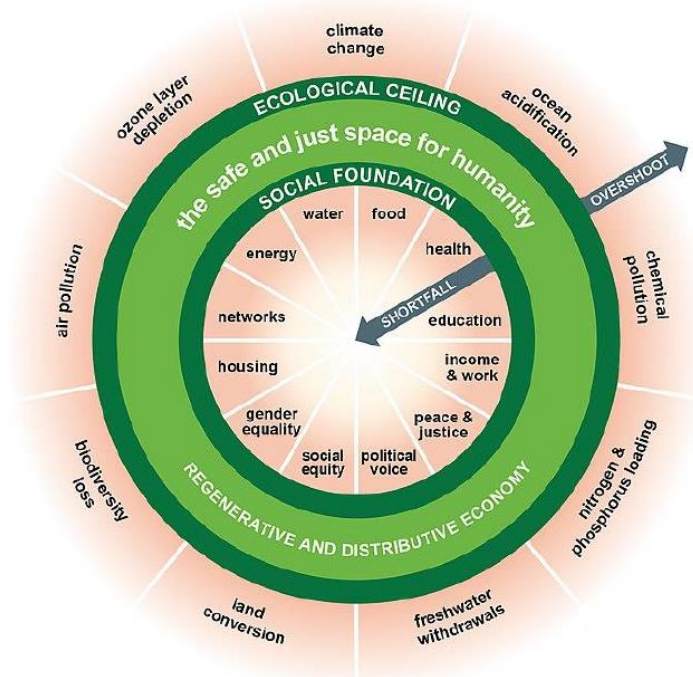 climate
change
ozone layer
depletion
ocean
acidification
ECOLOGICAL CEILING
the safe and just space for humanity
OVERSHOOT
SOCIAL FOUNDATION
water
food
energy
health
air pollution
chemical
pollution
SHORTFALL
networks
education
housing
income
& work
gender
equality
peace &
justice
social
equity
political
voice
biodiversity
loss
nitrogen &
phosphorus loading
REGENERATIVE AND DISTRIBUTIVE ECONOMY
land
conversion
freshwater
withdrawals